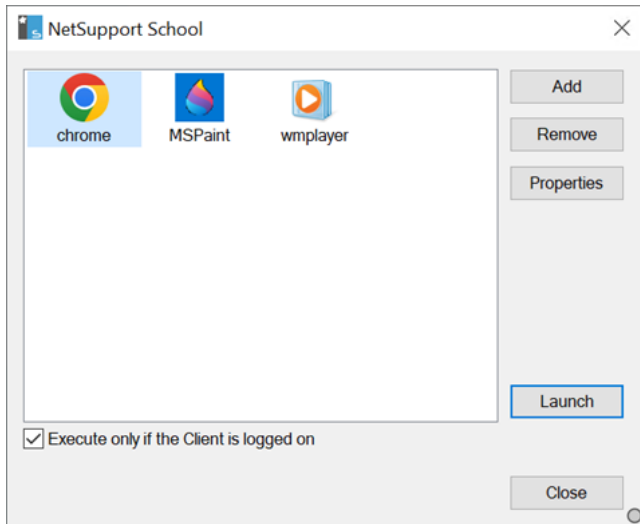 NetSupport School
chrome
MSPaint
wmplayer
Add
Remove
Properties
Launch
Execute only if the Client is logged on
Close